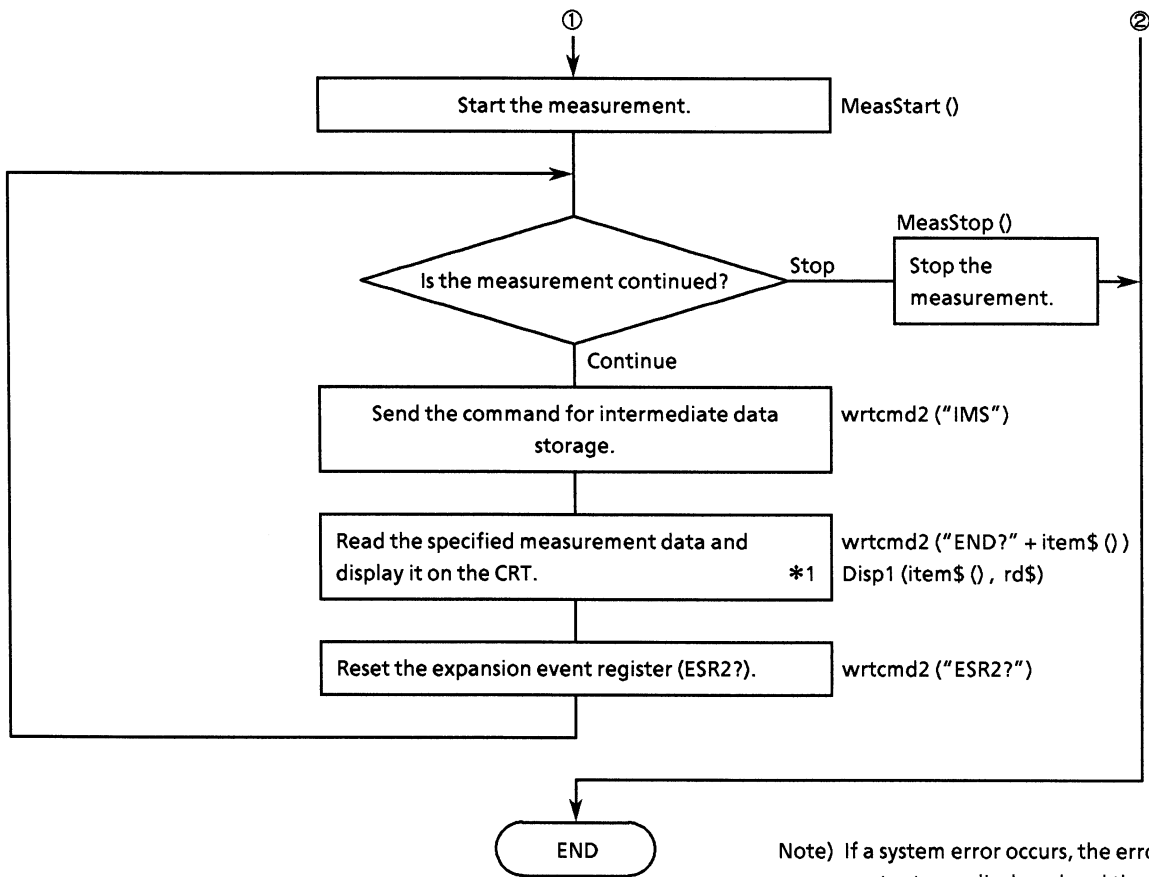 ① ②
Start the measurement. MeasStart ()
MeasStop ()
Is the measurement continued? Stop Stop the
measurement.
Continue
Send the command for intermediate data wrtcmd2 ("IMS")
storage.
Read the specified measurement data and wrtcmd2 ("END?" + item$ ())
display it on the CRT. *1 Disp1 (item$ () , rd$)
Reset the expansion event register (ESR2?). wrtcmd2 ("ESR2?")
END Note) If a system error occurs, the erro